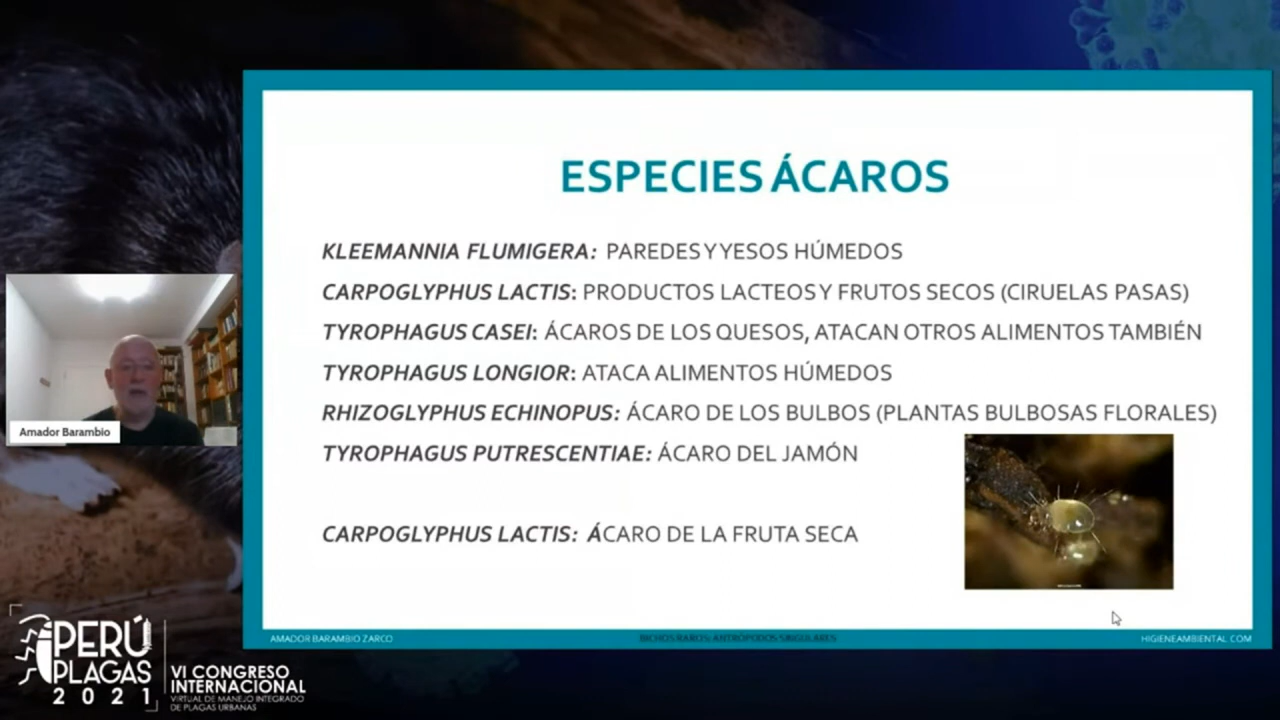 ESPECIES ÁCAROS
KLEEMANNIA FLUMIGERA: PAREDES Y YESOS HÚMEDOS
CARPOGLYPHUS LACTIS: PRODUCTOS LACTEOS Y FRUTOS SECOS (CIRUELAS PASAS)
TYROPHAGUS CASEI: ÁCAROS DE LOS QUESOS, ATACAN OTROS ALIMENTOS TAMBIÉN
TYROPHAGUS LONGIOR: ATACA ALIMENTOS HÚMEDOS
RHIZOGLYPHUS ECHINOPUS: ÁCARO DE LOS BULBOS (PLANTAS BULBOSAS FLORALES)
TYROPHAGUS PUTRESCENTIAE: ÁCARO DEL JAMÓN
CARPOGLYPHUS LACTIS: ÁCARO DE LA FRUTA SECA
AMADOR BARAMBIO ZARCO
BICHOS RAROS: ANTRÓPODOS SINGULARES
HIGIENEAMBIENTAL.COM
Amador Barambio
PERÚ
PLAGAS
2021
VI CONGRESO
INTERNACIONAL
VIRTUAL DE MANEJO INTEGRADO
DE PLAGAS URBANAS